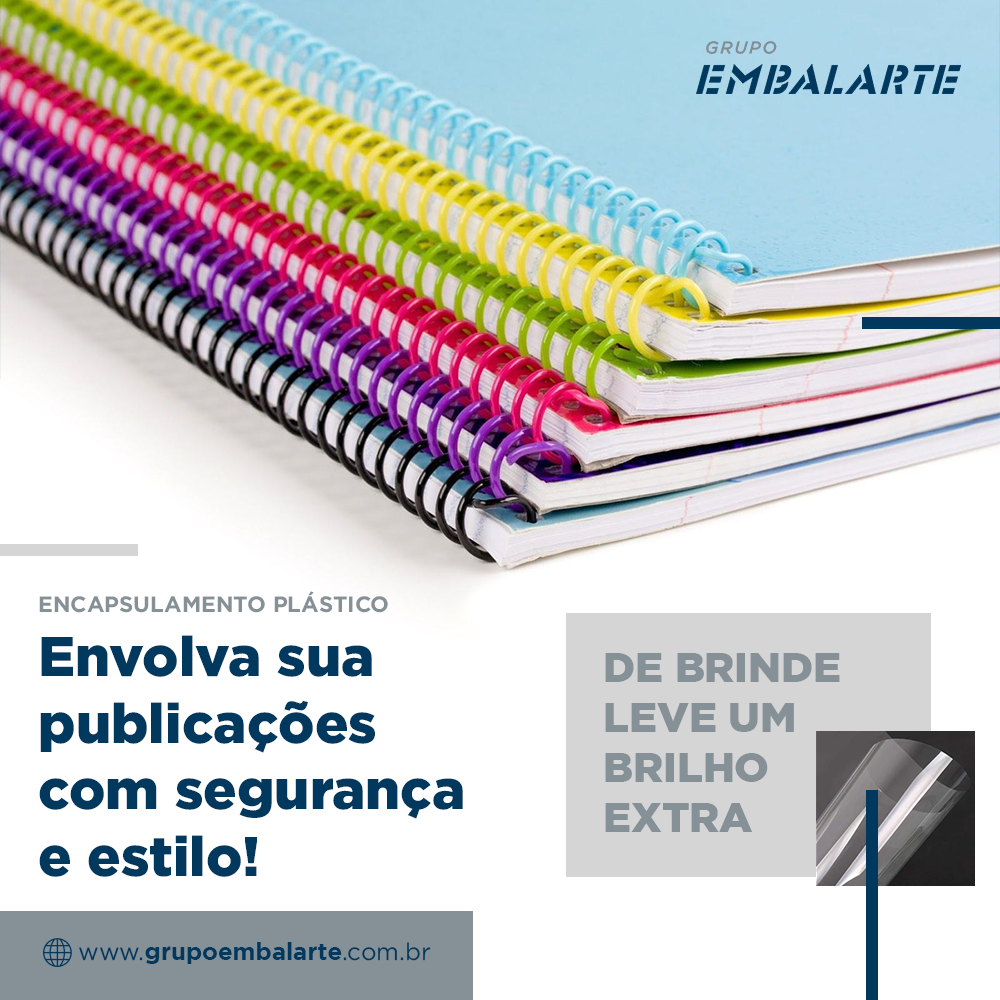 GRUPO
EMBALARTE
ENCAPSULAMENTO PLÁSTICO
Envolva sua
publicações
com segurança
e estilo!
DE BRINDE
LEVE UM
BRILHO
EXTRA
www.grupoembalarte.com.br